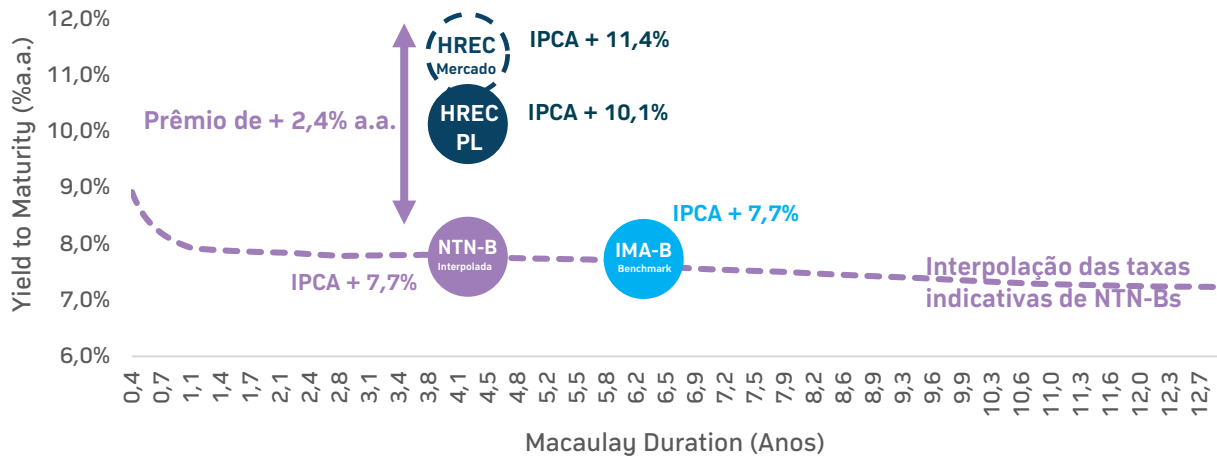 Yield to Maturity (%a.a.)
12,0%
11,0%
10,0%
9,0%
8,0%
7,0%
6,0%
HREC
Mercado
IPCA + 11,4%
HREC
PL
IPCA + 10,1%
Prêmio de + 2,4% a.a.
NTN-B
Interpolada
IPCA + 7,7%
IMA-B
Benchmark
IPCA + 7,7%
Interpolação das taxas
indicativas de NTN-Bs
0,4 0,7 1,1 1,4 1,7 2,1 2,4 2,8 3,1 3,4 3,8 4,1 4,5 4,8 5,2 5,5 5,8 6,2 6,5 6,9 7,2 7,5 7,9 8,2 8,6 8,9 9,3 9,6 9,9 10,3 10,6 11,0 11,3 11,6 12,0 12,3 12,7
Macaulay Duration (Anos)